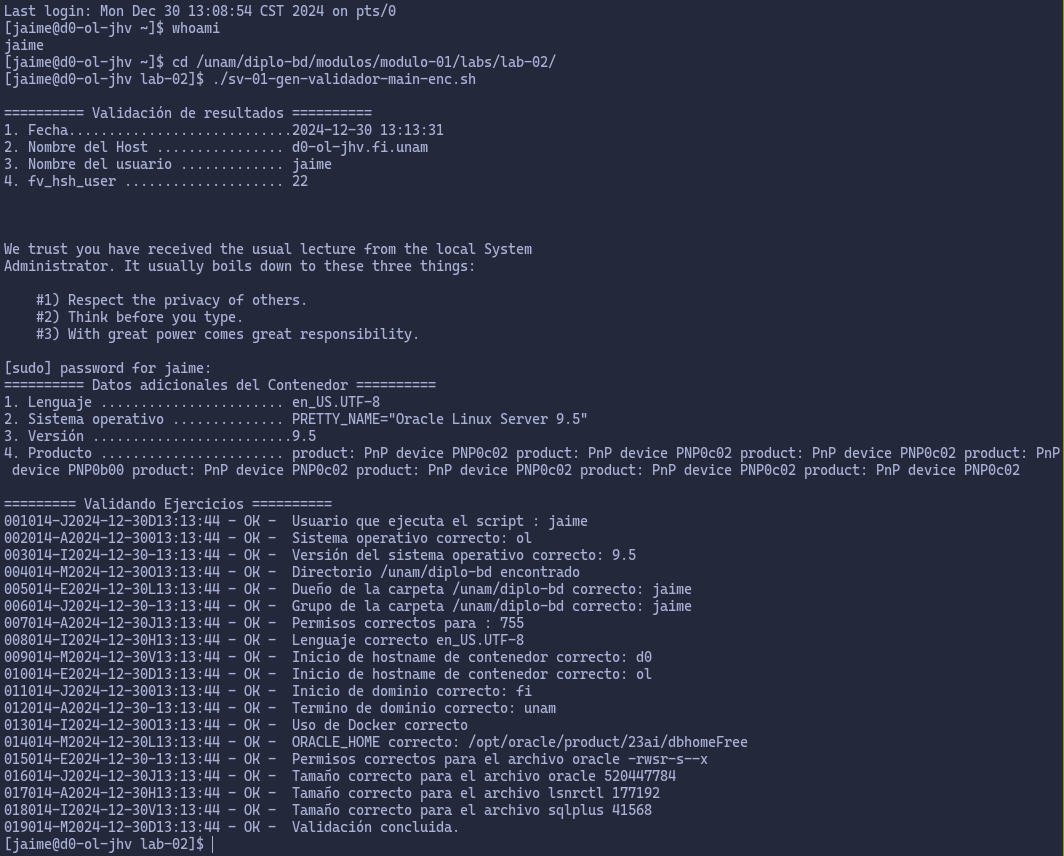 Last login: Mon Dec 30 13:08:54 CST 2024 on pts/0
[jaime@d0-ol-jhv ~]$ whoami
jaime
[jaime@d0-ol-jhv ~]$ cd /unam/diplo-bd/modulos/modulo-01/labs/lab-02/
[jaime@d0-ol-jhv lab-02]$ ./sv-01-gen-validador-main-enc.sh
========== Validación de resultados ==========
1. Fecha............................2024-12-30 13:13:31
2. Nombre del Host ................ d0-ol-jhv.fi.unam
3. Nombre del usuario ............. jaime
4. fv_hsh_user .................... 22
We trust you have received the usual lecture from the local System
Administrator. It usually boils down to these three things:
#1) Respect the privacy of others.
#2) Think before you type.
#3) With great power comes great responsibility.
[sudo] password for jaime:
========== Datos adicionales del Contenedor ==========
1. Lenguaje ....................... en_US.UTF-8
2. Sistema operativo .............. PRETTY_NAME="Oracle Linux Server 9.5"
3. Versión .........................9.5
4. Producto ....................... product: PnP device PNP0c02 product: PnP device PNP0c02 product: PnP device PNP0c02 product: PnP
device PNP0b00 product: PnP device PNP0c02 product: PnP device PNP0c02 product: PnP device PNP0c02 product: PnP device PNP0c02
========= Validando Ejercicios ==========
001014-J2024-12-30D13:13:44 - OK -  Usuario que ejecuta el script : jaime
002014-A2024-12-30013:13:44 - OK -  Sistema operativo correcto: ol
003014-I2024-12-30-13:13:44 - OK -  Versión del sistema operativo correcto: 9.5
004014-M2024-12-30O13:13:44 - OK -  Directorio /unam/diplo-bd encontrado
005014-E2024-12-30L13:13:44 - OK -  Dueño de la carpeta /unam/diplo-bd correcto: jaime
006014-J2024-12-30-13:13:44 - OK -  Grupo de la carpeta /unam/diplo-bd correcto: jaime
007014-A2024-12-30J13:13:44 - OK -  Permisos correctos para : 755
008014-I2024-12-30H13:13:44 - OK -  Lenguaje correcto en_US.UTF-8
009014-M2024-12-30V13:13:44 - OK -  Inicio de hostname de contenedor correcto: d0
010014-E2024-12-30D13:13:44 - OK -  Inicio de hostname de contenedor correcto: ol
011014-J2024-12-30013:13:44 - OK -  Inicio de dominio correcto: fi
012014-A2024-12-30-13:13:44 - OK -  Termino de dominio correcto: unam
013014-I2024-12-30O13:13:44 - OK -  Uso de Docker correcto
014014-M2024-12-30L13:13:44 - OK -  ORACLE_HOME correcto: /opt/oracle/product/23ai/dbhomeFree
015014-E2024-12-30-13:13:44 - OK -  Permisos correctos para el archivo oracle -rwsr-s--x
016014-J2024-12-30J13:13:44 - OK -  Tamaño correcto para el archivo oracle 520447784
017014-A2024-12-30H13:13:44 - OK -  Tamaño correcto para el archivo lsnrctl 177192
018014-I2024-12-30V13:13:44 - OK -  Tamaño correcto para el archivo sqlplus 41568
019014-M2024-12-30D13:13:44 - OK -  Validación concluida.
[jaime@d0-ol-jhv lab-02]$